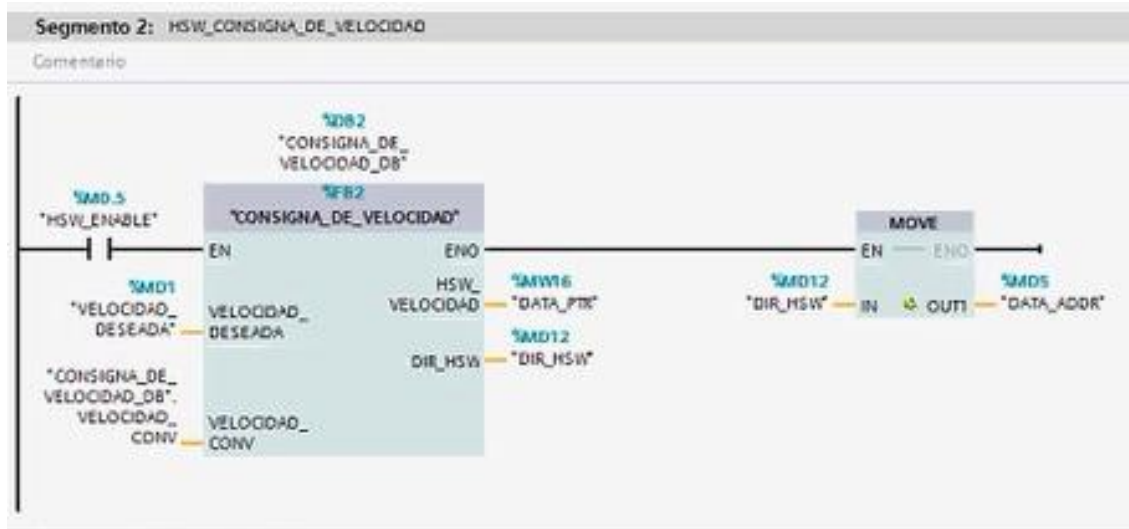 Segmento 2: HSW_CONSIGNA_DE_VELOCIDAD
Comentario
%DB2
"CONSIGNA_DE_
VELOCIDAD_DB"
%M0.5
"HSW_ENABLE"
%FB2
"CONSIGNA_DE_VELOCIDAD"
EN
ENO
%MD1
"VELOCIDAD_
DESEADA"
VELOCIDAD_
DESEADA
"CONSIGNA_DE_
VELOCIDAD_DB".
VELOCIDAD_
CONV
VELOCIDAD_
CONV
HSW_
VELOCIDAD
%MW16
"DATA_PTR"
DIR_HSW
%MD12
"DIR_HSW"
MOVE
EN
ENO
%MD12
"DIR_HSW"
IN
OUT1
%MD5
"DATA_ADDR"